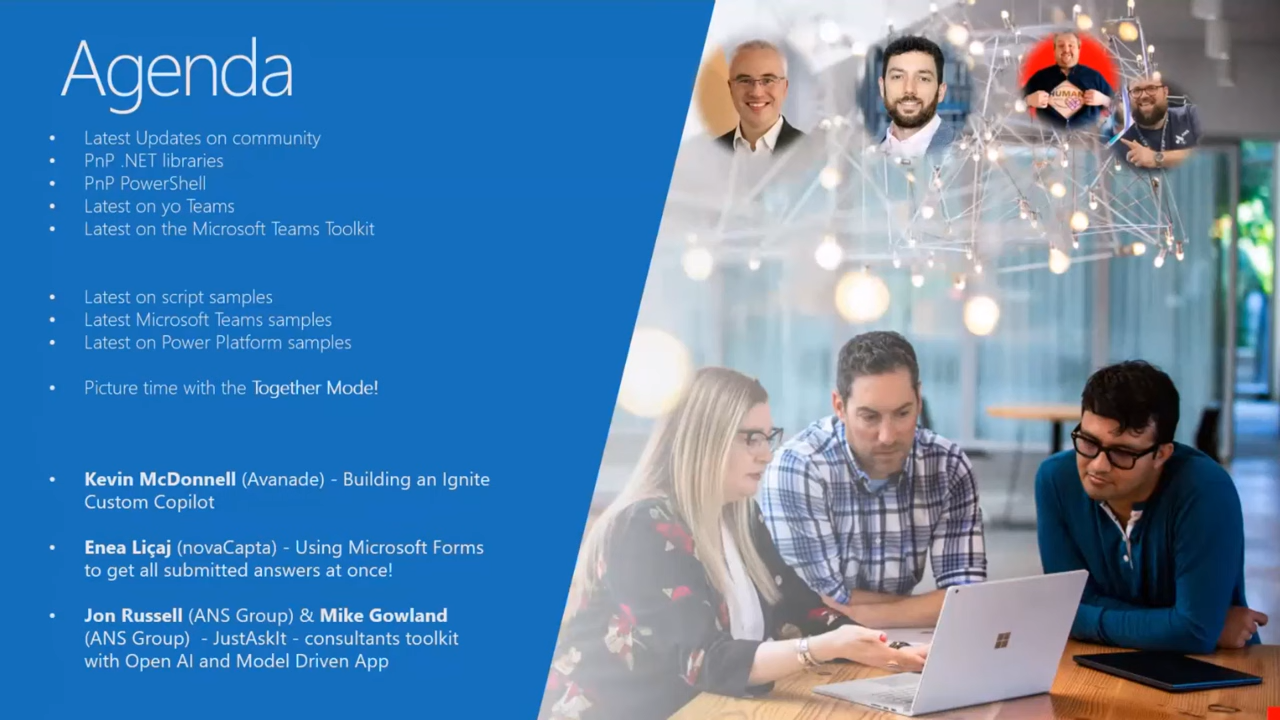 Agenda
• Latest Updates on community
• PnP .NET libraries
• PnP PowerShell
• Latest on yo Teams
• Latest on the Microsoft Teams Toolkit
• Latest on script samples
• Latest Microsoft Teams samples
• Latest on Power Platform samples
• Picture time with the Together Mode!
• Kevin McDonnell (Avanade) - Building an Ignite
Custom Copilot
• Enea Liçaj (novaCapta) - Using Microsoft Forms
to get all submitted answers at once!
• Jon Russell (ANS Group) & Mike Gowland
(ANS Group) - JustAskIt - consultants toolkit
with Open AI and Model Driven App
HUMAN